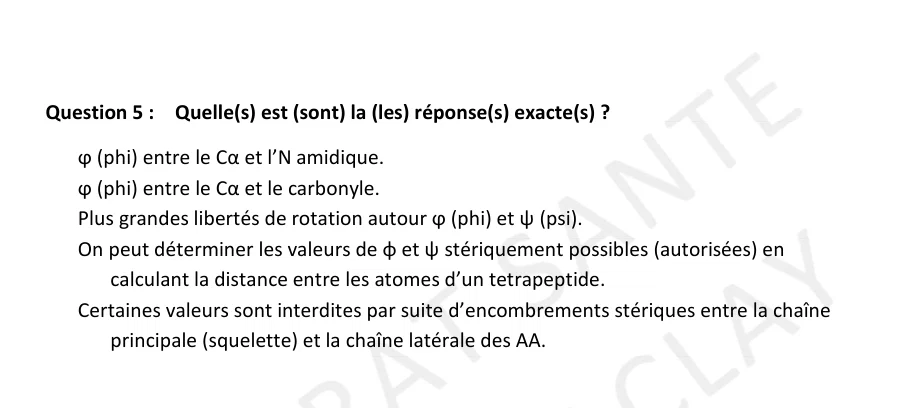 Question 5 : Quelle(s) est (sont) la (les) réponse(s) exacte(s) ?
φ (phi) entre le Cα et l’N amidique.
φ (phi) entre le Cα et le carbonyle.
Plus grandes libertés de rotation autour φ (phi) et ψ (psi).
On peut déterminer les valeurs de ϕ et ψ stériquement possibles (autorisées) en
calculant la distance entre les atomes d’un tetrapeptide.
Certaines valeurs sont interdites par suite d’encombrements stériques entre la chaîne
principale (squelette) et la chaîne latérale des AA.
SANTE
CLAY